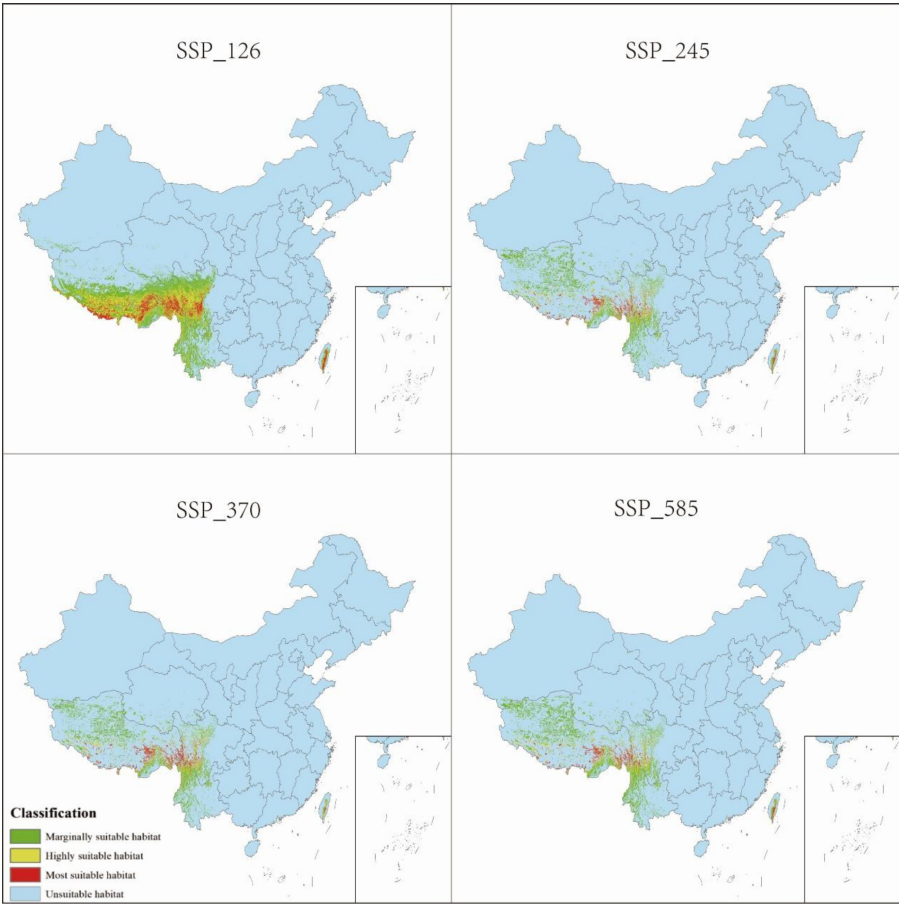 SSP_126
SSP_245
SSP_370
SSP_585
Classification
Marginally suitable habitat
Highly suitable habitat
Most suitable habitat
Unsuitable habitat